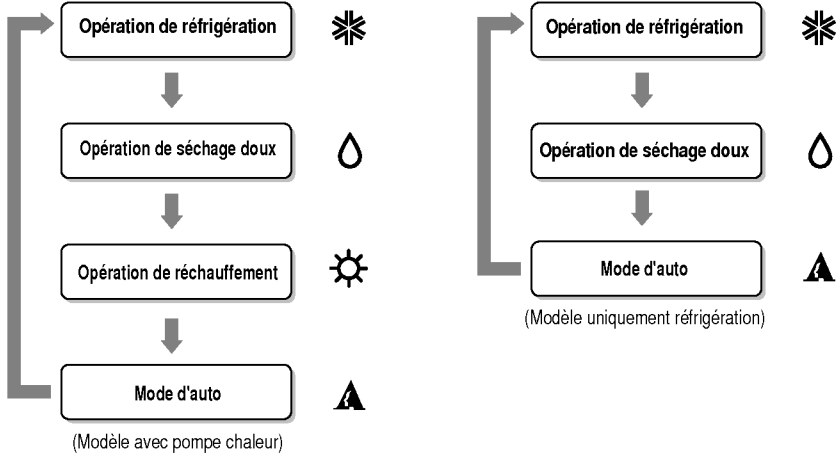 Opération de réfrigération
Opération de séchage doux
Opération de réchauffement
Mode d'auto
(Modèle avec pompe chaleur)
Opération de réfrigération
Opération de séchage doux
Mode d'auto
(Modèle uniquement réfrigération)